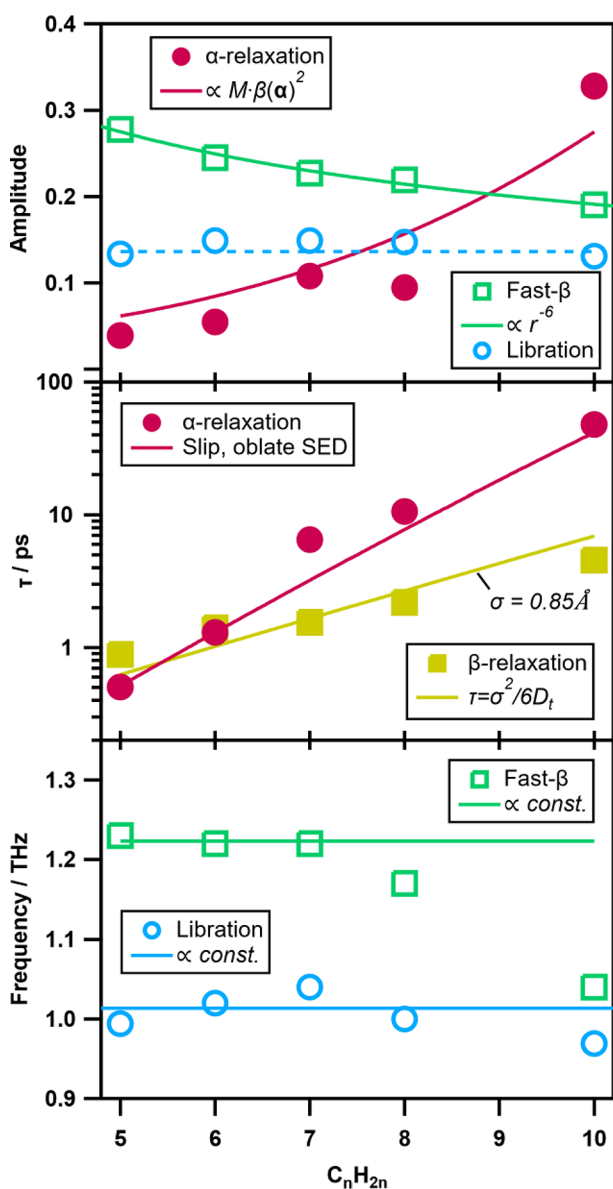 0.4
α-relaxation
∝ M·β(α)²
0.3
Amplitude
0.2
Fast-β
∝ r⁻⁶
Libration
0.1
100
α-relaxation
Slip, oblate SED
10
τ / ps
σ = 0.85Å
1
β-relaxation
τ=σ²/6Dₜ
Fast-β
∝ const.
1.3
1.2
Frequency / THz
Libration
∝ const.
1.1
1.0
0.9
5 6 7 8 10
CₙH₂ₙ